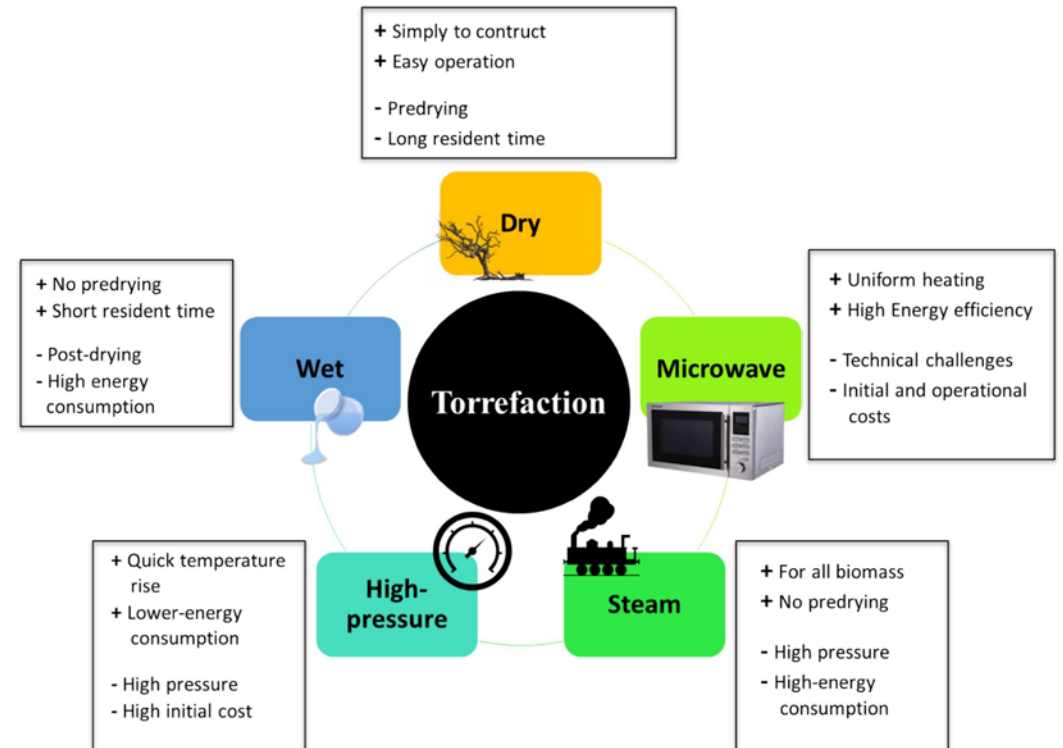 + Simply to contruct
+ Easy operation
- Predrying
- Long resident time
Dry
+ No predrying
+ Short resident time
- Post-drying
- High energy
consumption
Wet
+ Uniform heating
+ High Energy efficiency
- Technical challenges
- Initial and operational
costs
Microwave
Torrefaction
+ Quick temperature
rise
+ Lower-energy
consumption
- High pressure
- High initial cost
High-
pressure
Steam
+ For all biomass
+ No predrying
- High pressure
- High-energy
consumption